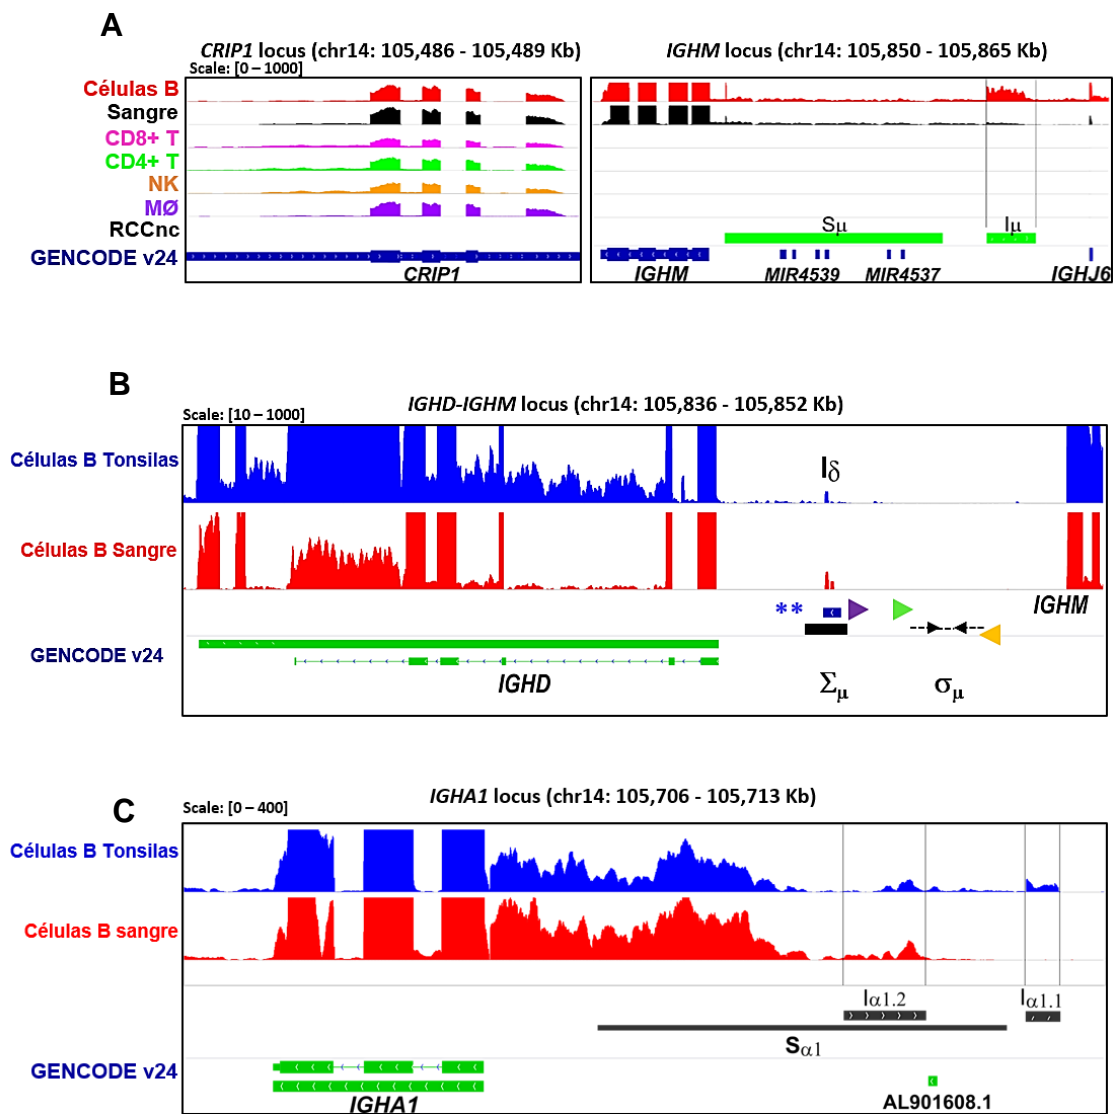 A
CRIP1 locus (chr14: 105,486 - 105,489 Kb)
IGHM locus (chr14: 105,850 - 105,865 Kb)
Scale: [0 – 1000]
Células B
Sangre
CD8+ T
CD4+ T
NK
MØ
RCCnc
GENCODE v24
CRIP1
Sμ
Iμ
IGHM
MIR4539
MIR4537
IGHJ6
B
IGHD-IGHM locus (chr14: 105,836 - 105,852 Kb)
Scale: [10 – 1000]
Células B Tonsilas
Iδ
Células B Sangre
IGHM
**
GENCODE v24
IGHD
Σμ
σμ
C
IGHA1 locus (chr14: 105,706 - 105,713 Kb)
Scale: [0 – 400]
Células B Tonsilas
Células B sangre
Iα1.2
Iα1.1
Sα1
GENCODE v24
IGHA1
AL901608.1